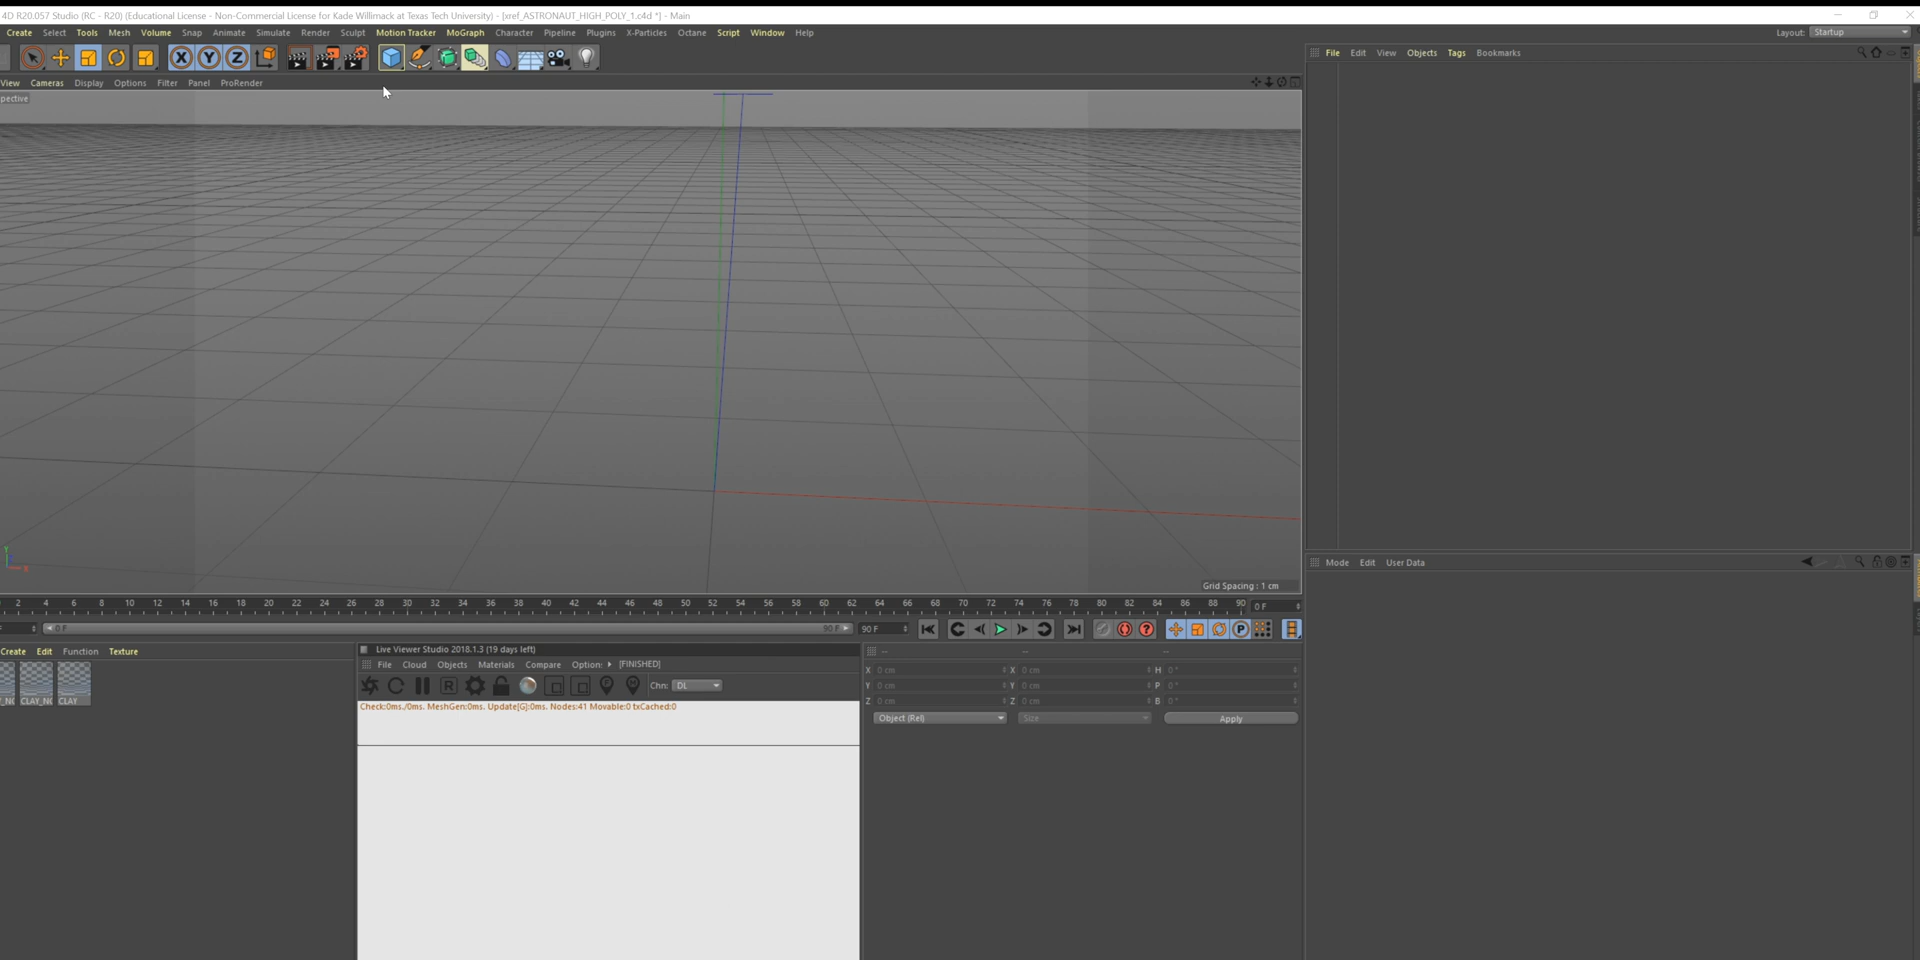 4D R20.057 Studio (RC - R20) (Educational License - Non-Commercial License for Kade Willimack at Texas Tech University) - [xref_ASTRONAUT_HIGH_POLY_1.c4d *] - Main
Create Select Tools Mesh Volume Snap Animate Simulate Render Sculpt Motion Tracker MoGraph Character Pipeline Plugins X-Particles Octane Script Window Help Layout: Startup
X Y Z
File Edit View Objects Tags Bookmarks
View Cameras Display Options Filter Panel ProRender
pective
Y
X
Grid Spacing : 1 cm
2 4 6 8 10 12 14 16 18 20 22 24 26 28 30 32 34 36 38 40 42 44 46 48 50 52 54 56 58 60 62 64 66 68 70 72 74 76 78 80 82 84 86 88 90 0 F
F 0 F 90 F 90 F
Mode Edit User Data
Create Edit Function Texture
_NC CLAY_NC CLAY
Live Viewer Studio 2018.1.3 (19 days left)
File Cloud Objects Materials Compare Option: [FINISHED]
R P M Chn: DL
Check:0ms./0ms. MeshGen:0ms. Update[G]:0ms. Nodes:41 Movable:0 txCached:0
-- -- --
X 0 cm X 0 cm H 0 °
Y 0 cm Y 0 cm P 0 °
Z 0 cm Z 0 cm B 0 °
Object (Rel) Size Apply